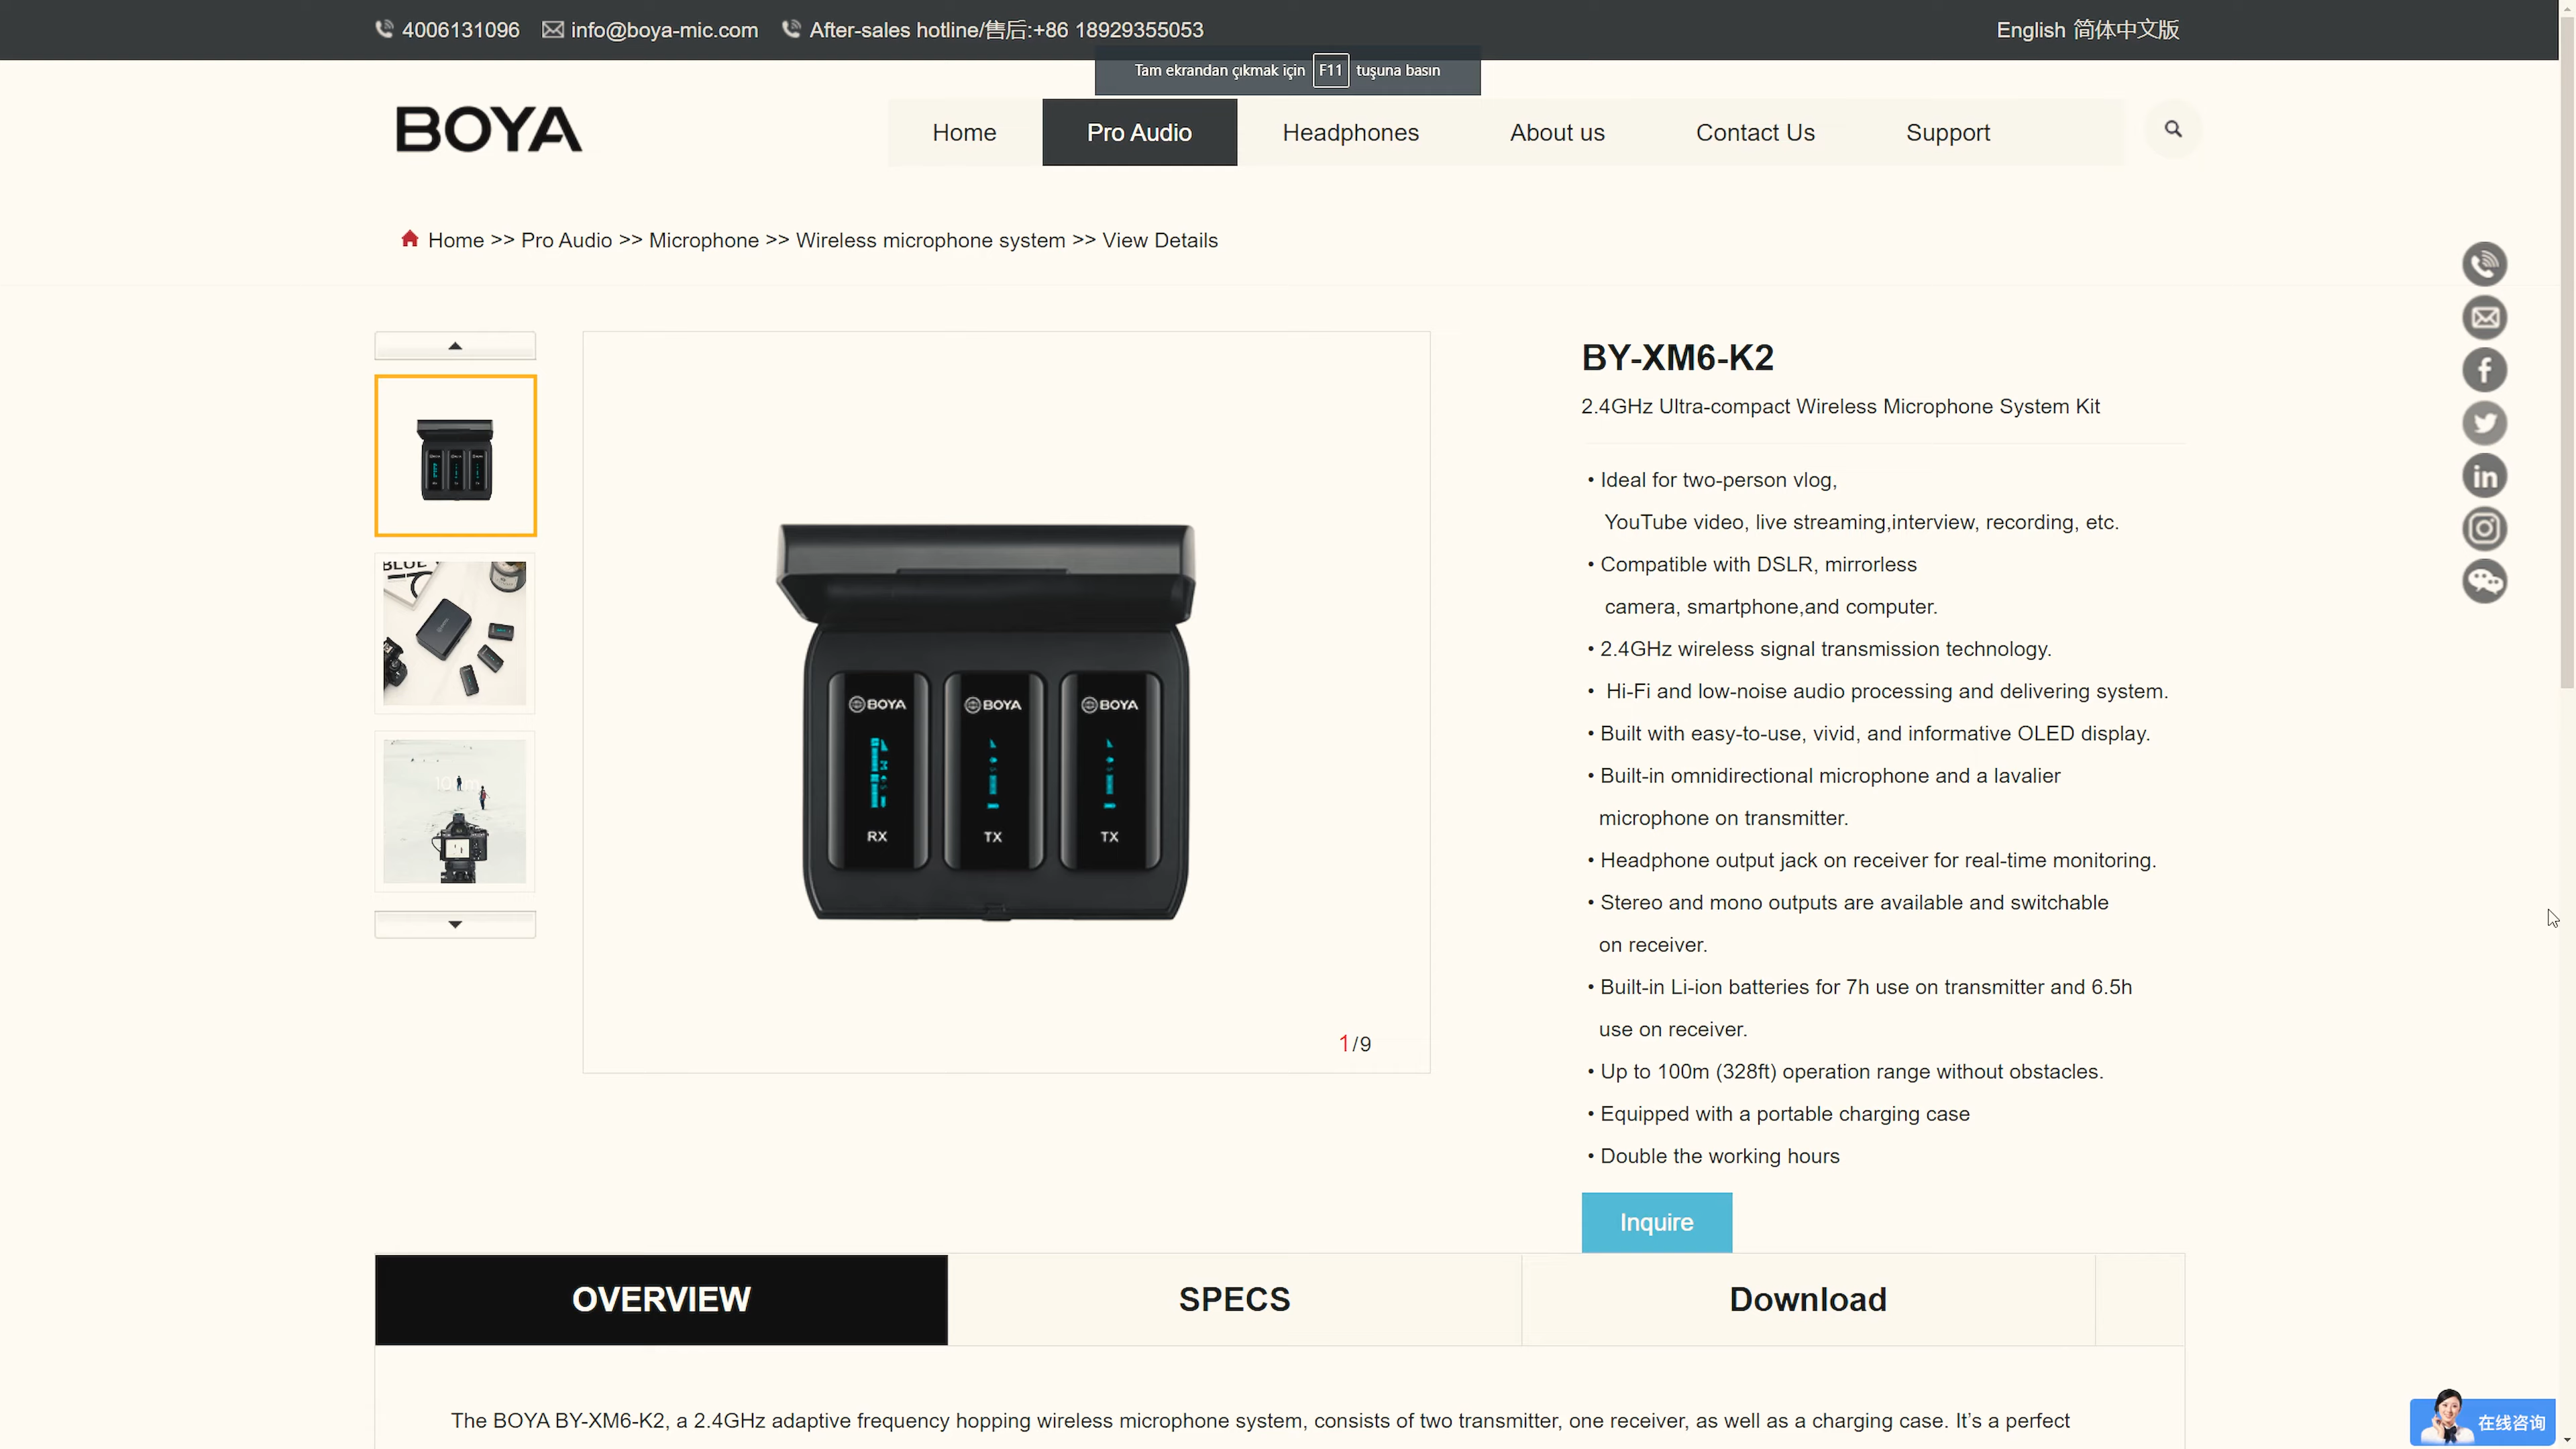 4006131096 info@boya-mic.com After-sales hotline/售后:+86 18929355053 English 简体中文版
Tam ekrandan çıkmak için F11 tuşuna basın
BOYA
Home Pro Audio Headphones About us Contact Us Support
Home >> Pro Audio >> Microphone >> Wireless microphone system >> View Details
BY-XM6-K2
2.4GHz Ultra-compact Wireless Microphone System Kit
• Ideal for two-person vlog,
YouTube video, live streaming,interview, recording, etc.
• Compatible with DSLR, mirrorless
camera, smartphone,and computer.
• 2.4GHz wireless signal transmission technology.
• Hi-Fi and low-noise audio processing and delivering system.
• Built with easy-to-use, vivid, and informative OLED display.
• Built-in omnidirectional microphone and a lavalier
microphone on transmitter.
• Headphone output jack on receiver for real-time monitoring.
• Stereo and mono outputs are available and switchable
on receiver.
• Built-in Li-ion batteries for 7h use on transmitter and 6.5h
use on receiver.
• Up to 100m (328ft) operation range without obstacles.
• Equipped with a portable charging case
• Double the working hours
Inquire
BOYA BOYA BOYA
RX TX TX
1/9
OVERVIEW SPECS Download
The BOYA BY-XM6-K2, a 2.4GHz adaptive frequency hopping wireless microphone system, consists of two transmitter, one receiver, as well as a charging case. It's a perfect
在线咨询